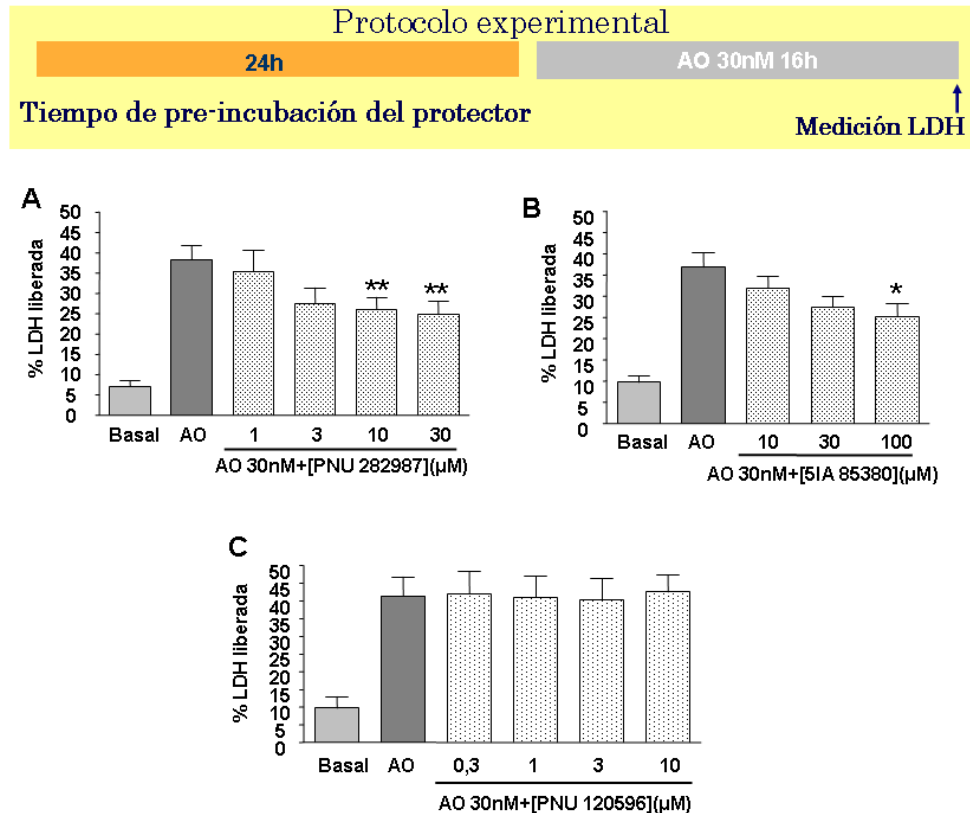 Protocolo experimental
24h
AO 30nM 16h
Tiempo de pre-incubación del protector
Medición LDH
A
% LDH liberada
50
45
40
35
30
25
20
15
10
5
0
** **
Basal AO 1 3 10 30
AO 30nM+[PNU 282987](µM)
B
% LDH liberada
50
45
40
35
30
25
20
15
10
5
0
*
Basal AO 10 30 100
AO 30nM+[5IA 85380](µM)
C
% LDH liberada
50
45
40
35
30
25
20
15
10
5
0
Basal AO 0,3 1 3 10
AO 30nM+[PNU 120596](µM)